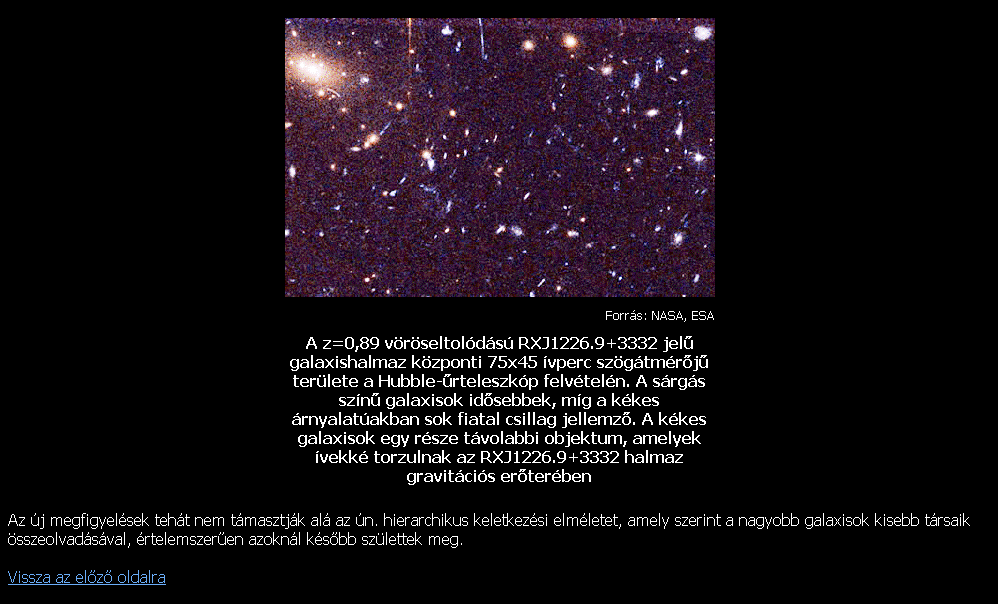 Forrás: NASA, ESA
A z=0,89 vöröseltolódású RXJ1226.9+3332 jelű
galaxishalmaz központi 75x45 ívperc szögátmérőjű
területe a Hubble-űrteleszkóp felvételén. A sárgás
színű galaxisok idősebbek, míg a kékes
árnyalatúakban sok fiatal csillag jellemző. A kékes
galaxisok egy része távolabbi objektum, amelyek
ívekké torzulnak az RXJ1226.9+3332 halmaz
gravitációs erőterében
Az új megfigyelések tehát nem támasztják alá az ún. hierarchikus keletkezési elméletet, amely szerint a nagyobb galaxisok kisebb társaik
összeolvadásával, értelemszerűen azoknál később születtek meg.
Vissza az előző oldalra